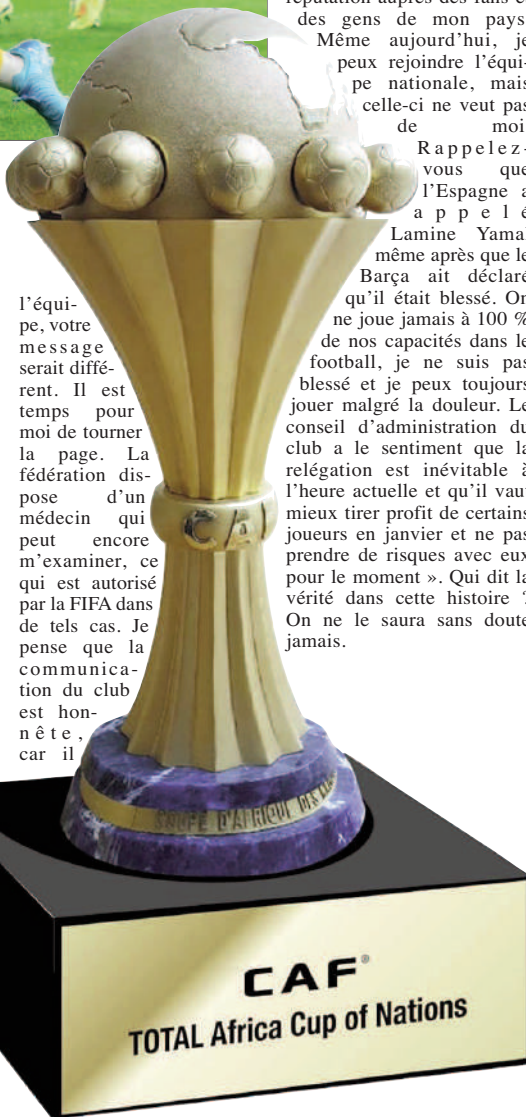 l'équi-
pe, votre
message
serait diffé-
rent. Il est
temps pour
moi de tourner
la page. La
fédération dis-
pose d'un
médecin qui
peut encore
m'examiner, ce
qui est autorisé
par la FIFA dans
de tels cas. Je
pense que la
communica-
tion du club
est hon-
nête,
car il
des gens de mon pays
Même aujourd'hui, je
peux rejoindre l'équi-
pe nationale, mais
celle-ci ne veut pas
de moi
Rappelez-
vous que
l'Espagne a
appelé
Lamine Yamal
même après que le
Barça ait déclaré
qu'il était blessé. On
ne joue jamais à 100 %
de nos capacités dans le
football, je ne suis pas
blessé et je peux toujours
jouer malgré la douleur. Le
conseil d'administration du
club a le sentiment que la
relégation est inévitable à
l'heure actuelle et qu'il vaut
mieux tirer profit de certains
joueurs en janvier et ne pas
prendre de risques avec eux
pour le moment ». Qui dit la
vérité dans cette histoire ?
On ne le saura sans doute
jamais.
CAF
COUPE D'AFRIQUE DES
CAF®
TOTAL Africa Cup of Nations